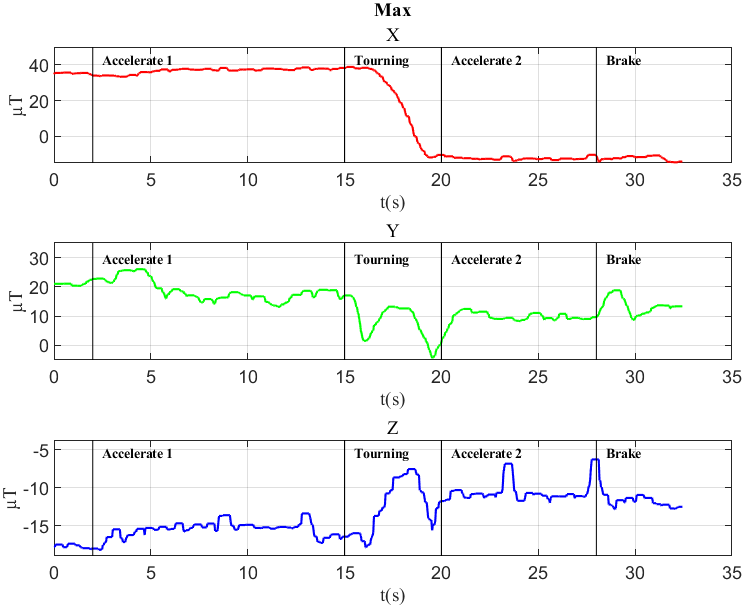 Max
X
Accelerate 1 Tourning Accelerate 2 Brake
40
20
0
μT
0 5 10 15 20 25 30 35
t(s)
Y
Accelerate 1 Tourning Accelerate 2 Brake
30
20
10
0
μT
0 5 10 15 20 25 30 35
t(s)
Z
Accelerate 1 Tourning Accelerate 2 Brake
-5
-10
-15
μT
0 5 10 15 20 25 30 35
t(s)